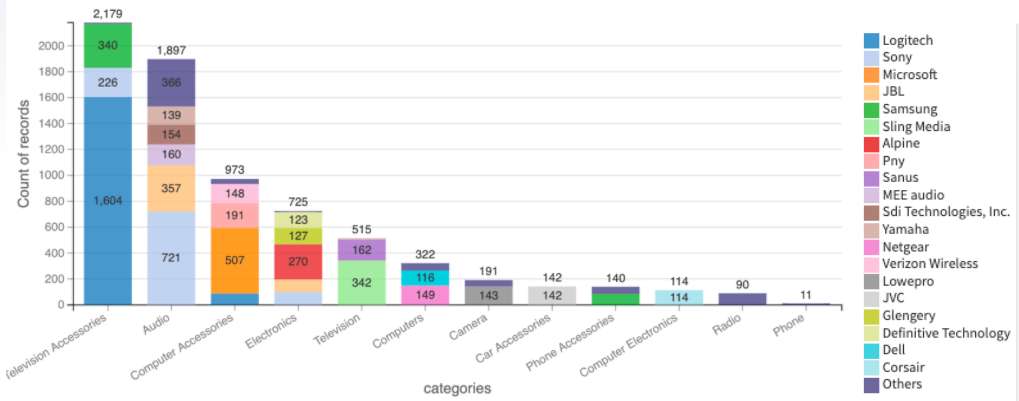 2,179
2000
1800
1600
1400
1200
1000
800
600
400
200
0
Count of records
340
226
1,604
1,897
366
139
154
160
357
721
973
148
191
507
725
123
127
270
515
162
342
322
116
149
191
143
142
142
140
114
114
90
11
elevision Accessories
Audio
Computer Accessories
Electronics
Television
Computers
Camera
Car Accessories
Phone Accessories
Computer Electronics
Radio
Phone
categories
Logitech
Sony
Microsoft
JBL
Samsung
Sling Media
Alpine
Pny
Sanus
MEE audio
Sdi Technologies, Inc.
Yamaha
Netgear
Verizon Wireless
Lowepro
JVC
Glengery
Definitive Technology
Dell
Corsair
Others